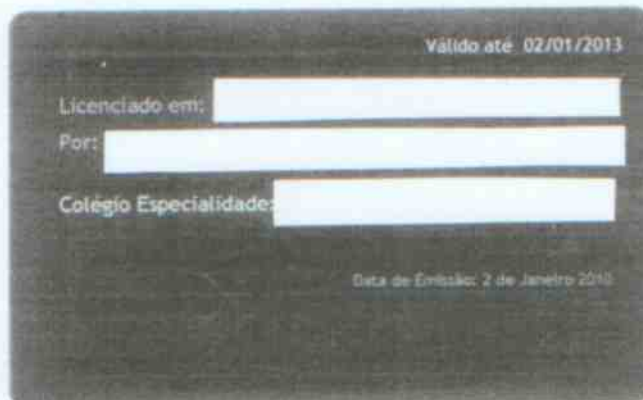 Válido até 02/01/2013
Licenciado em:
Por:
Colégio Especialidade:
Data de Emissão: 2 de Janeiro 2010